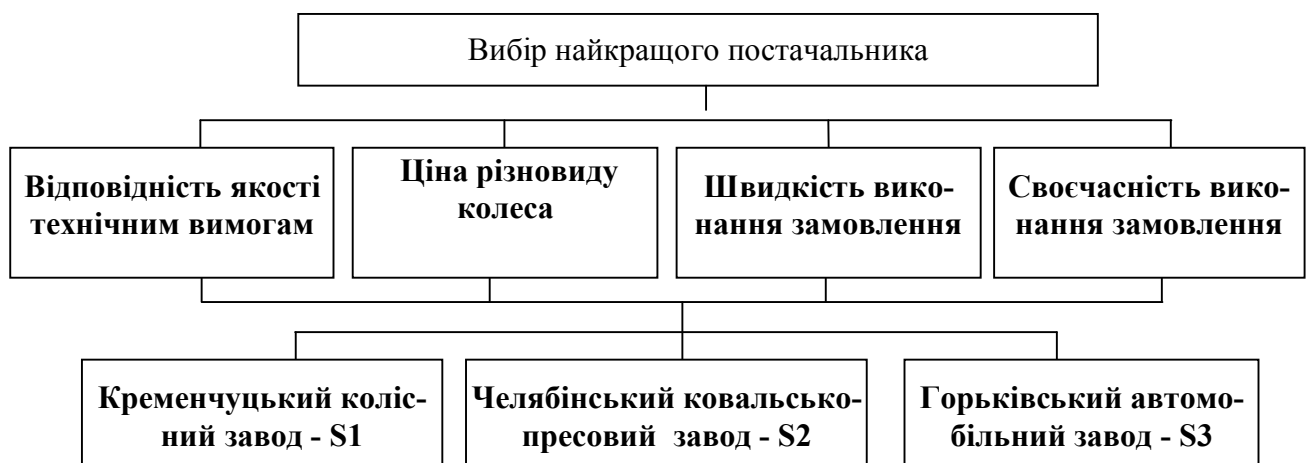 Вибір найкращого постачальника
Відповідність якості
технічним вимогам
Ціна різновиду
колеса
Швидкість вико-
нання замовлення
Своєчасність вико-
нання замовлення
Кременчуцький коліс-
ний завод - S1
Челябінський ковальсько-
пресовий завод - S2
Горьківський автомо-
більний завод - S3